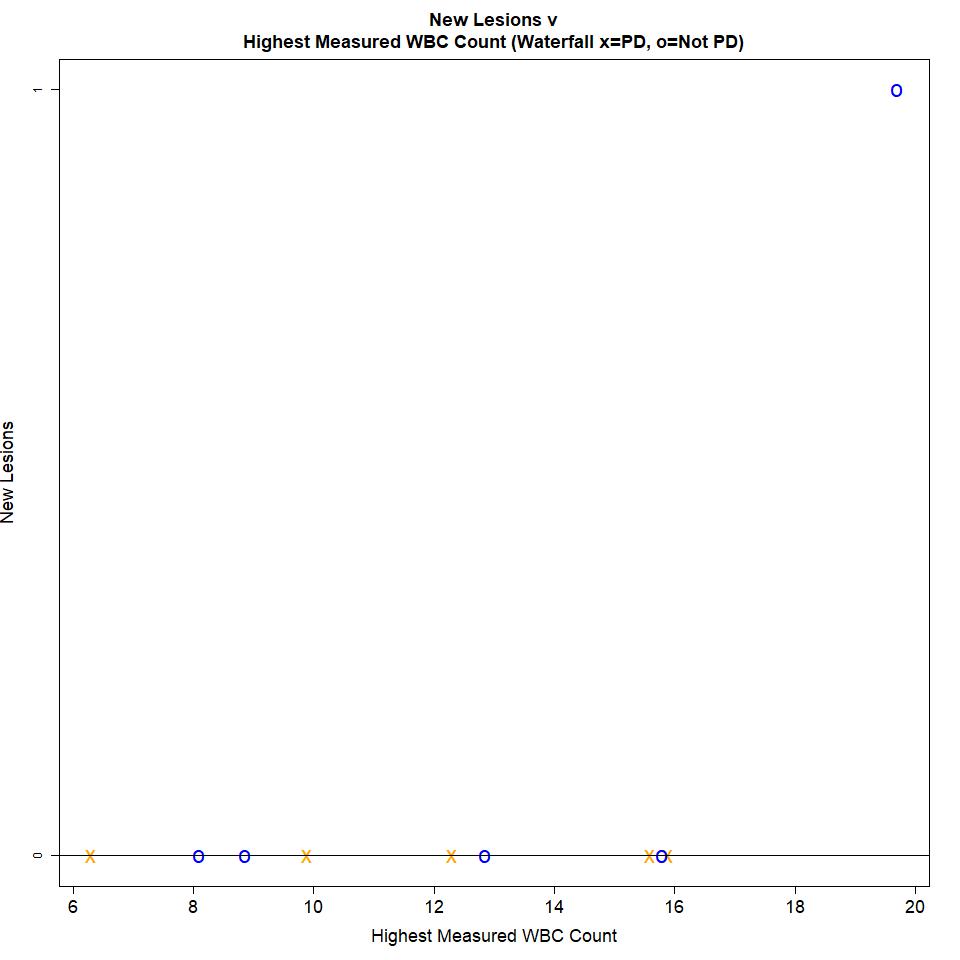 New Lesions v
Highest Measured WBC Count (Waterfall x=PD, o=Not PD)
1
New Lesions
0
x o o x x o x o x
o
6 8 10 12 14 16 18 20
Highest Measured WBC Count